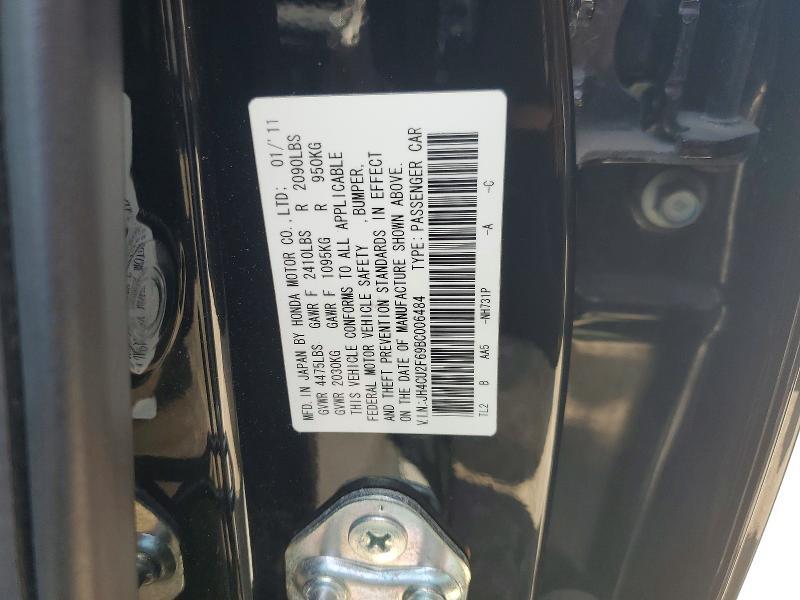 MFD. IN JAPAN BY HONDA MOTOR CO., LTD; 01/'11
GVWR 4475LBS GAWR F 2410LBS R 2090LBS
GVWR 2030KG GAWR F 1095KG R 950KG
THIS VEHICLE CONFORMS TO ALL APPLICABLE
FEDERAL MOTOR VEHICLE SAFETY , BUMPER,
AND THEFT PREVENTION STANDARDS IN EFFECT
ON THE DATE OF MANUFACTURE SHOWN ABOVE.
V.I.N.:JH4CU2F69BC006484 TYPE: PASSENGER CAR
TL2 B AA5 -NH731P -A -C